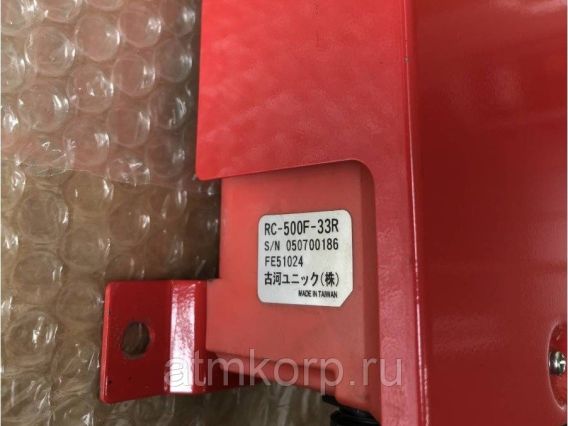 RC-500F-33R
S/N 050700186
FE51024
古河ユニック(株)
MADE IN TAIWAN
atmkorp.ru